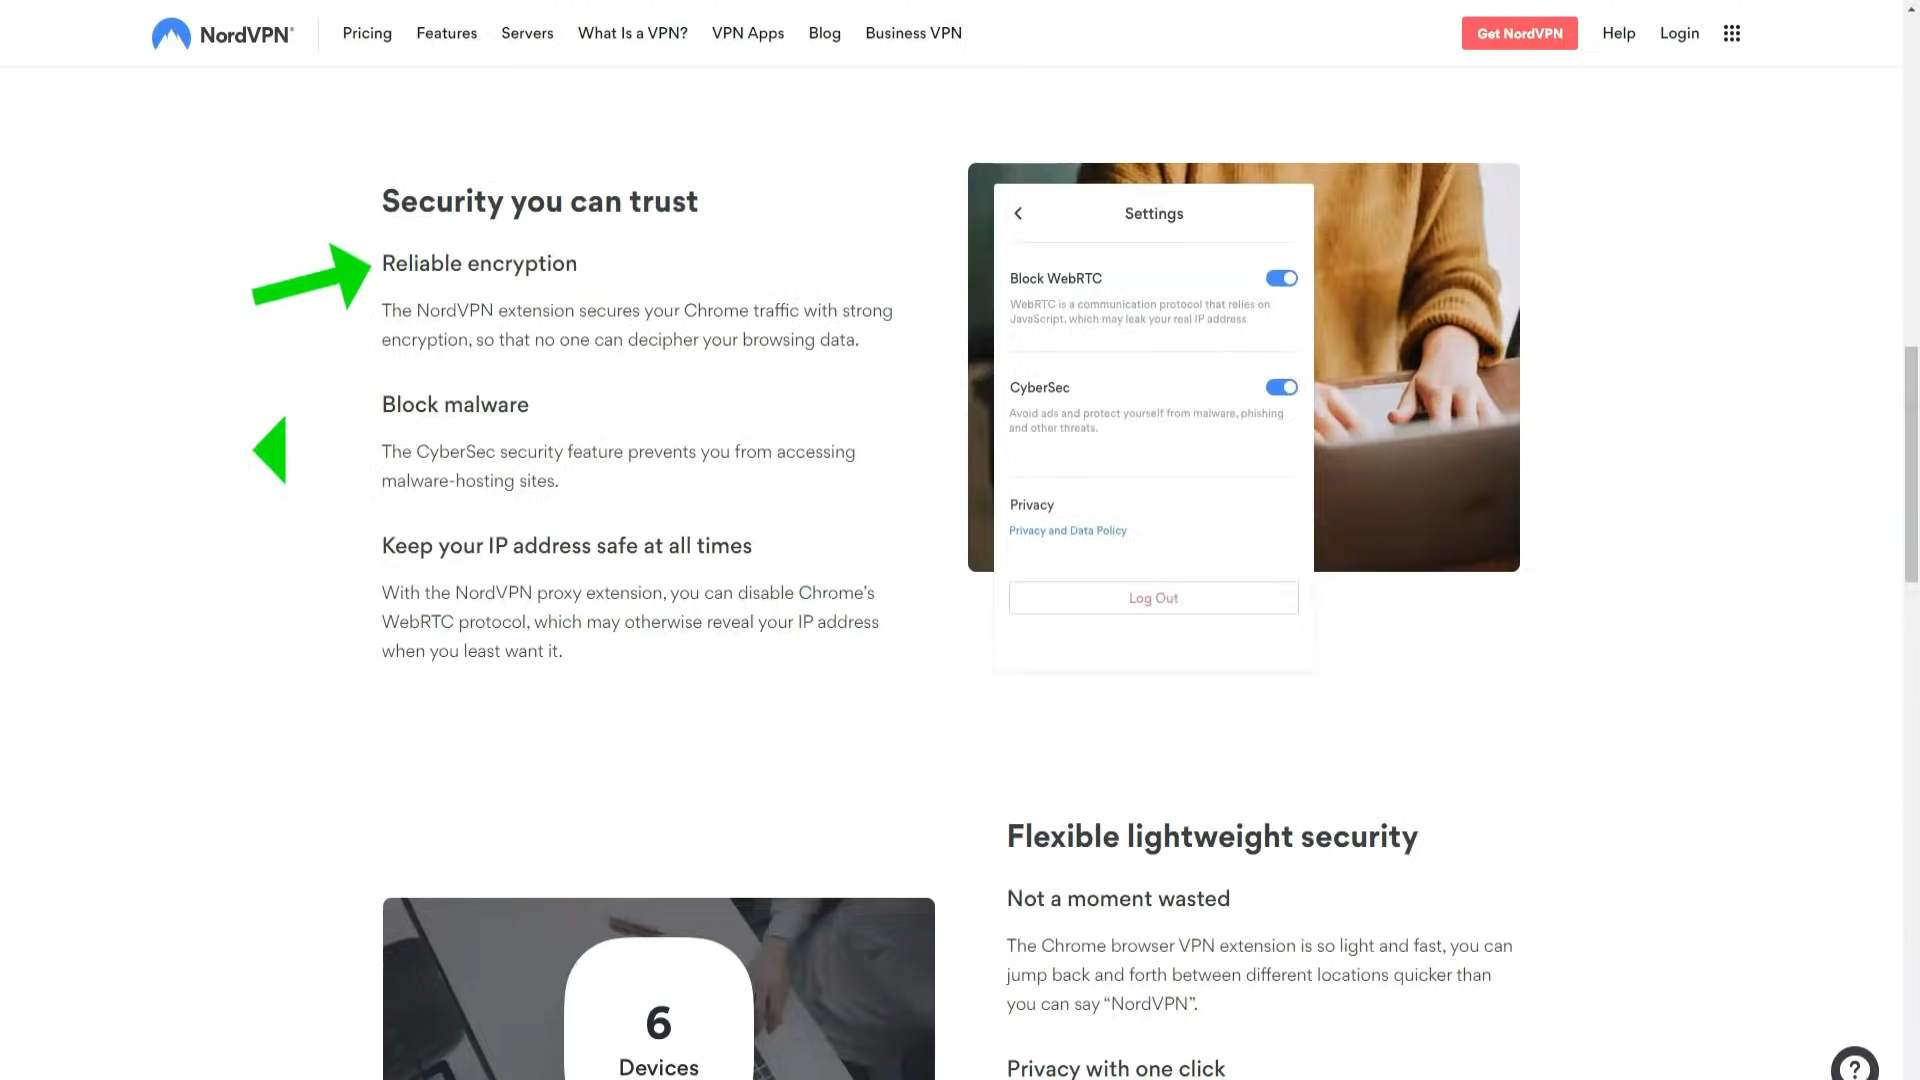 NordVPN®
Pricing
Features
Servers
What Is a VPN?
VPN Apps
Blog
Business VPN
Get NordVPN
Help
Login
Security you can trust
Reliable encryption
The NordVPN extension secures your Chrome traffic with strong
encryption, so that no one can decipher your browsing data.
Block malware
The CyberSec security feature prevents you from accessing
malware-hosting sites.
Keep your IP address safe at all times
With the NordVPN proxy extension, you can disable Chrome’s
WebRTC protocol, which may otherwise reveal your IP address
when you least want it.
Settings
Block WebRTC
WebRTC is a communication protocol that relies on
JavaScript, which may leak your real IP address
CyberSec
Avoid ads and protect yourself from malware, phishing
and other threats.
Privacy
Privacy and Data Policy
Log Out
6
Devices
Flexible lightweight security
Not a moment wasted
The Chrome browser VPN extension is so light and fast, you can
jump back and forth between different locations quicker than
you can say “NordVPN”.
Privacy with one click
?